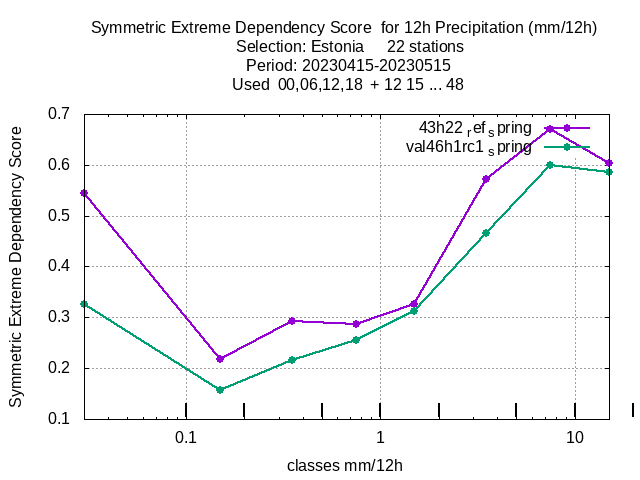 Symmetric Extreme Dependency Score for 12h Precipitation (mm/12h)
Selection: Estonia 22 stations
Period: 20230415-20230515
Used 00,06,12,18 + 12 15 ... 48
43h22 ref spring
val46h1rc1 spring
Symmetric Extreme Dependency Score
0.7
0.6
0.5
0.4
0.3
0.2
0.1
0.1 1 10
classes mm/12h